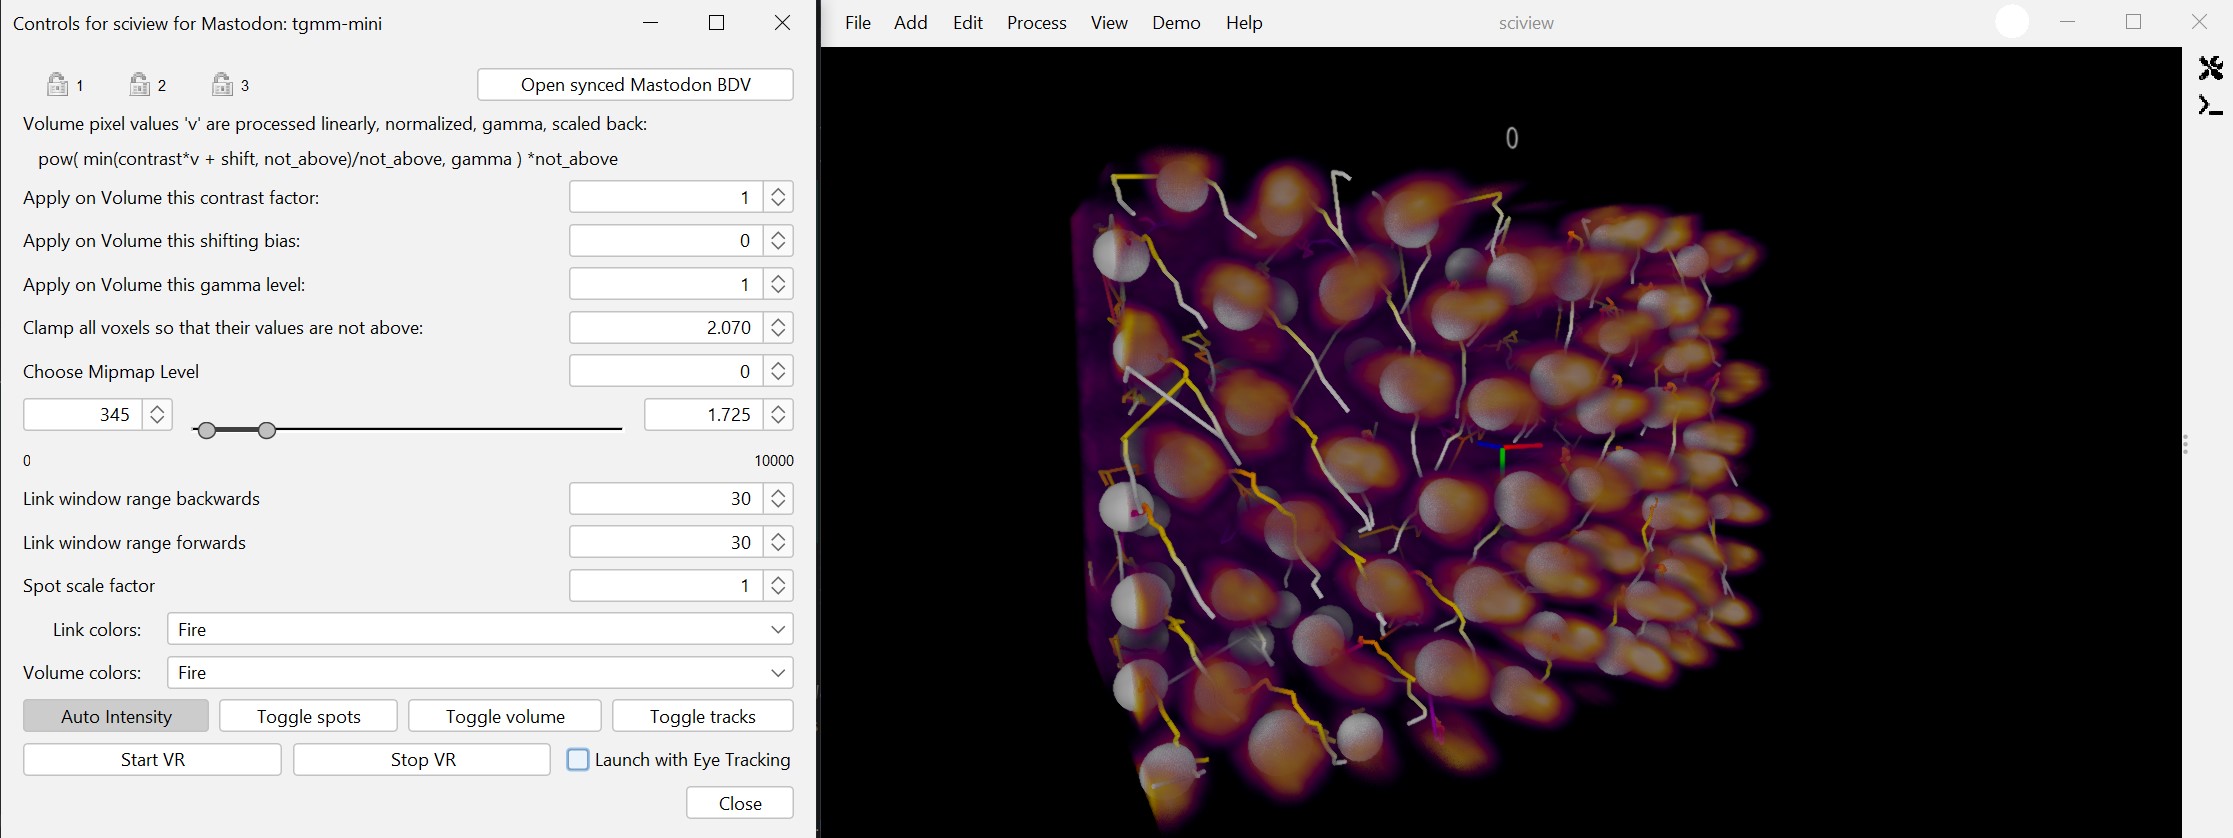 Controls for sciview for Mastodon: tgmm-mini
1 2 3 Open synced Mastodon BDV
Volume pixel values 'v' are processed linearly, normalized, gamma, scaled back:
pow( min(contrast*v + shift, not_above)/not_above, gamma ) *not_above
Apply on Volume this contrast factor: 1
Apply on Volume this shifting bias: 0
Apply on Volume this gamma level: 1
Clamp all voxels so that their values are not above: 2.070
Choose Mipmap Level 0
345 1.725
0 10000
Link window range backwards 30
Link window range forwards 30
Spot scale factor 1
Link colors: Fire
Volume colors: Fire
Auto Intensity Toggle spots Toggle volume Toggle tracks
Start VR Stop VR Launch with Eye Tracking
Close
File Add Edit Process View Demo Help sciview
0